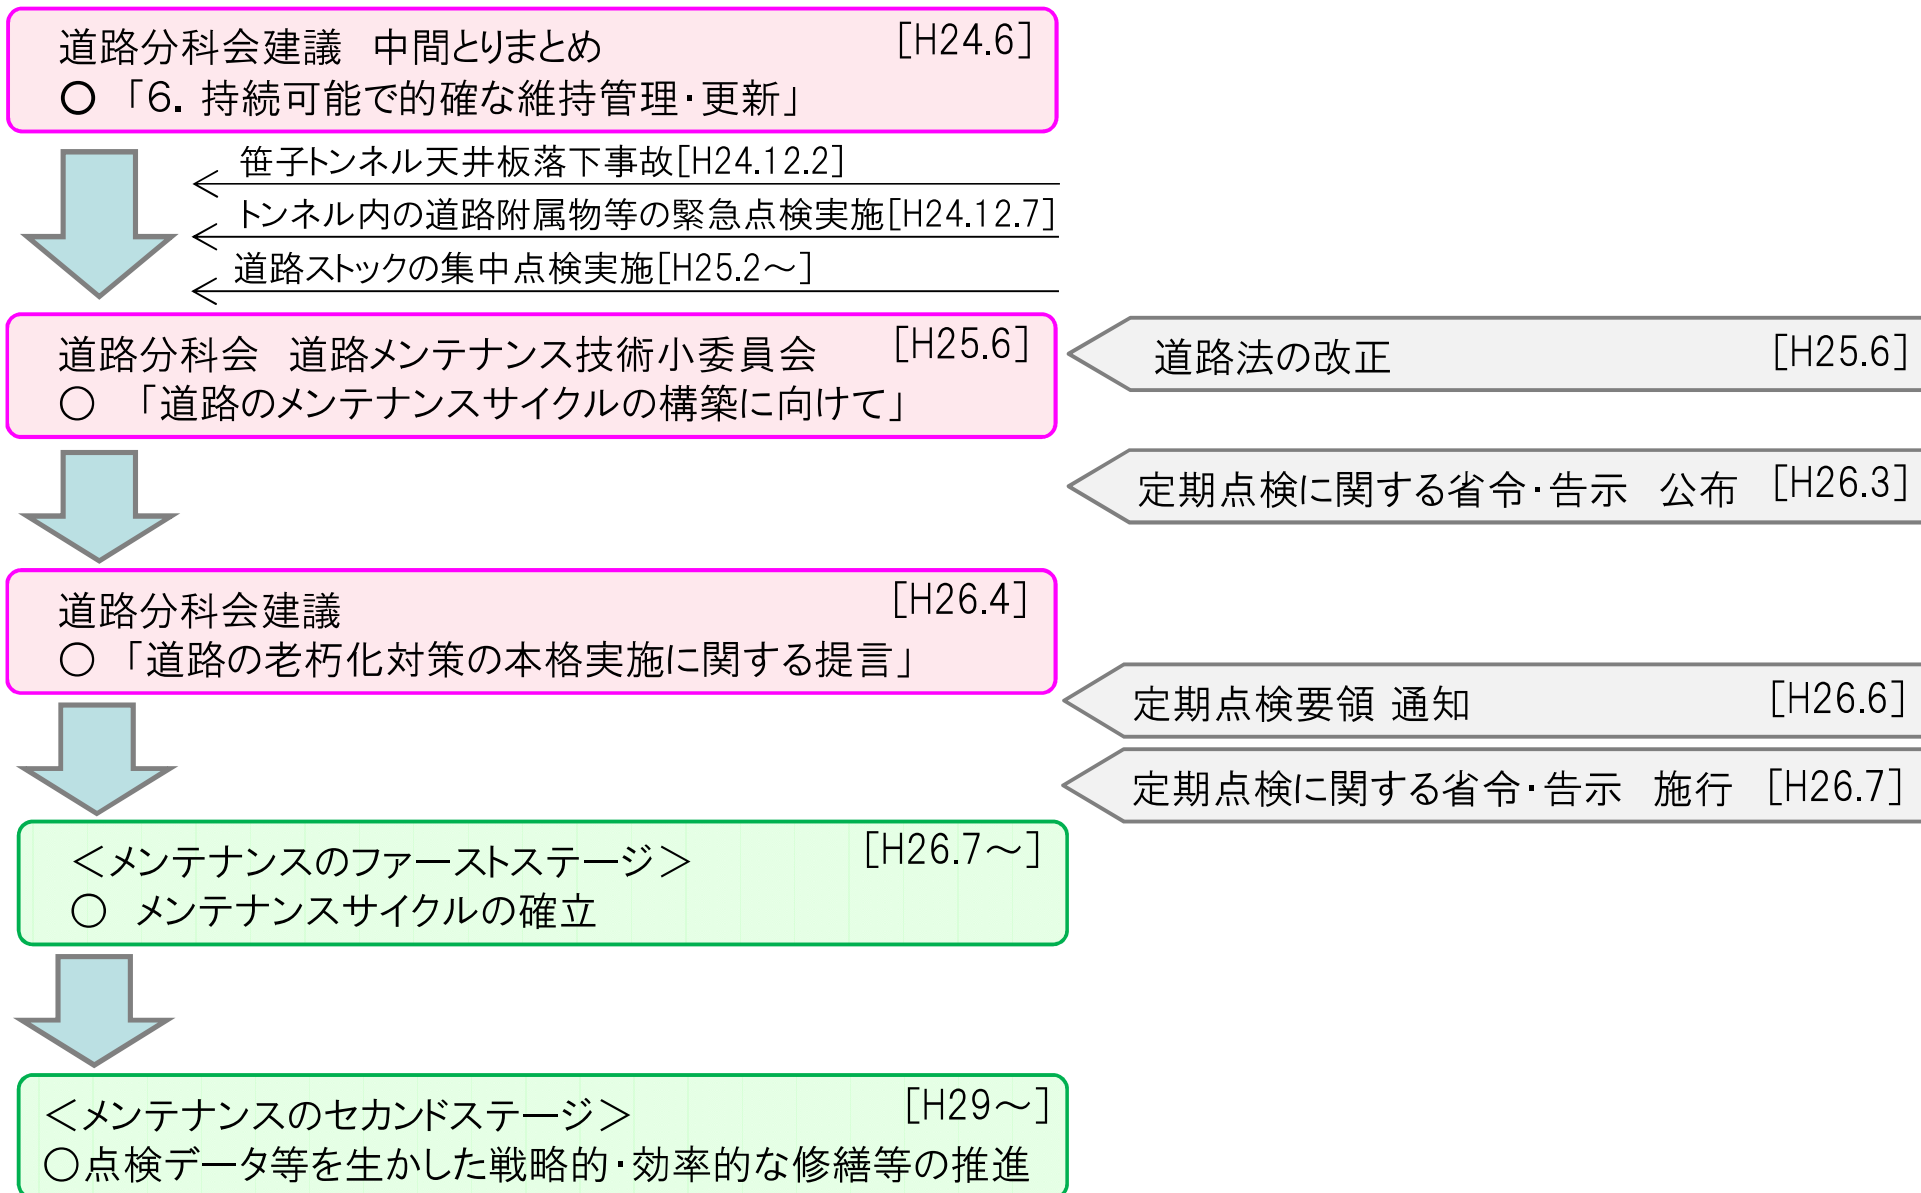 道路分科会建議　中間とりまとめ　[H24.6]
〇 「6. 持続可能で的確な維持管理・更新」
笹子トンネル天井板落下事故[H24.12.2]
トンネル内の道路附属物等の緊急点検実施[H24.12.7]
道路ストックの集中点検実施[H25.2～]
道路分科会　道路メンテナンス技術小委員会　[H25.6]
〇 「道路のメンテナンスサイクルの構築に向けて」
道路法の改正　[H25.6]
定期点検に関する省令・告示　公布　[H26.3]
道路分科会建議　[H26.4]
〇 「道路の老朽化対策の本格実施に関する提言」
定期点検要領 通知　[H26.6]
定期点検に関する省令・告示　施行　[H26.7]
＜メンテナンスのファーストステージ＞　[H26.7～]
〇 メンテナンスサイクルの確立
＜メンテナンスのセカンドステージ＞　[H29～]
〇点検データ等を生かした戦略的・効率的な修繕等の推進